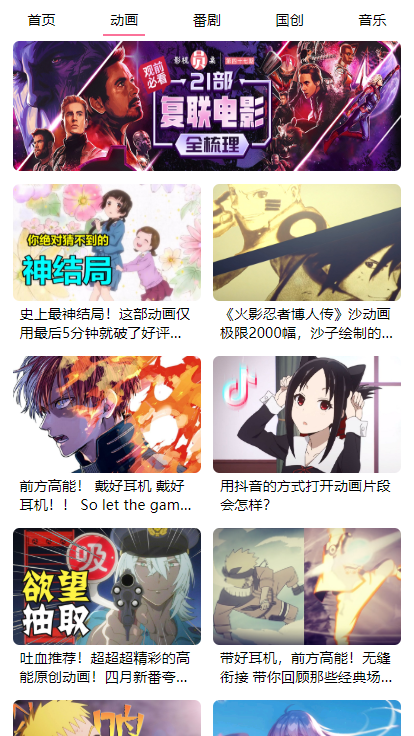 首页 动画 番剧 国创 音乐
影视 员 桌 第四十七期
观前
必看
21部
复联电影
全梳理
你绝对猜不到的
神结局
史上最神结局！这部动画仅
用最后5分钟就破了好评...
《火影忍者博人传》沙动画
极限2000幅，沙子绘制的...
前方高能！ 戴好耳机 戴好
耳机！！ So let the gam...
用抖音的方式打开动画片段
会怎样?
吸
欲望
抽取
吐血推荐！超超超精彩的高
能原创动画！四月新番夸...
带好耳机，前方高能！无缝
衔接 带你回顾那些经典场...